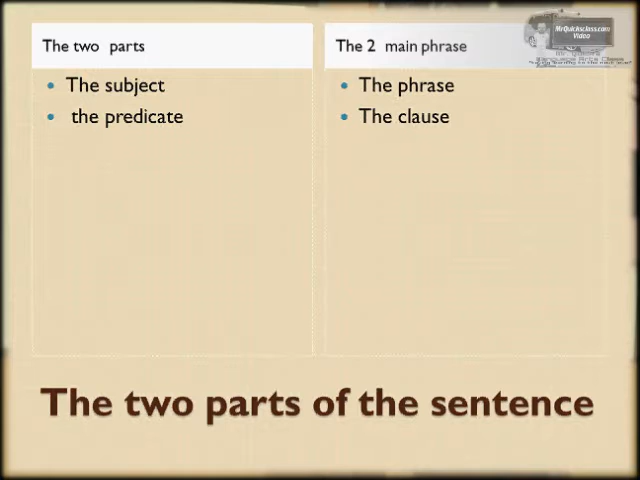 The two parts
The subject
the predicate
The 2 main phrase
The phrase
The clause
MrQuicksclass.com
Video
The two parts of the sentence